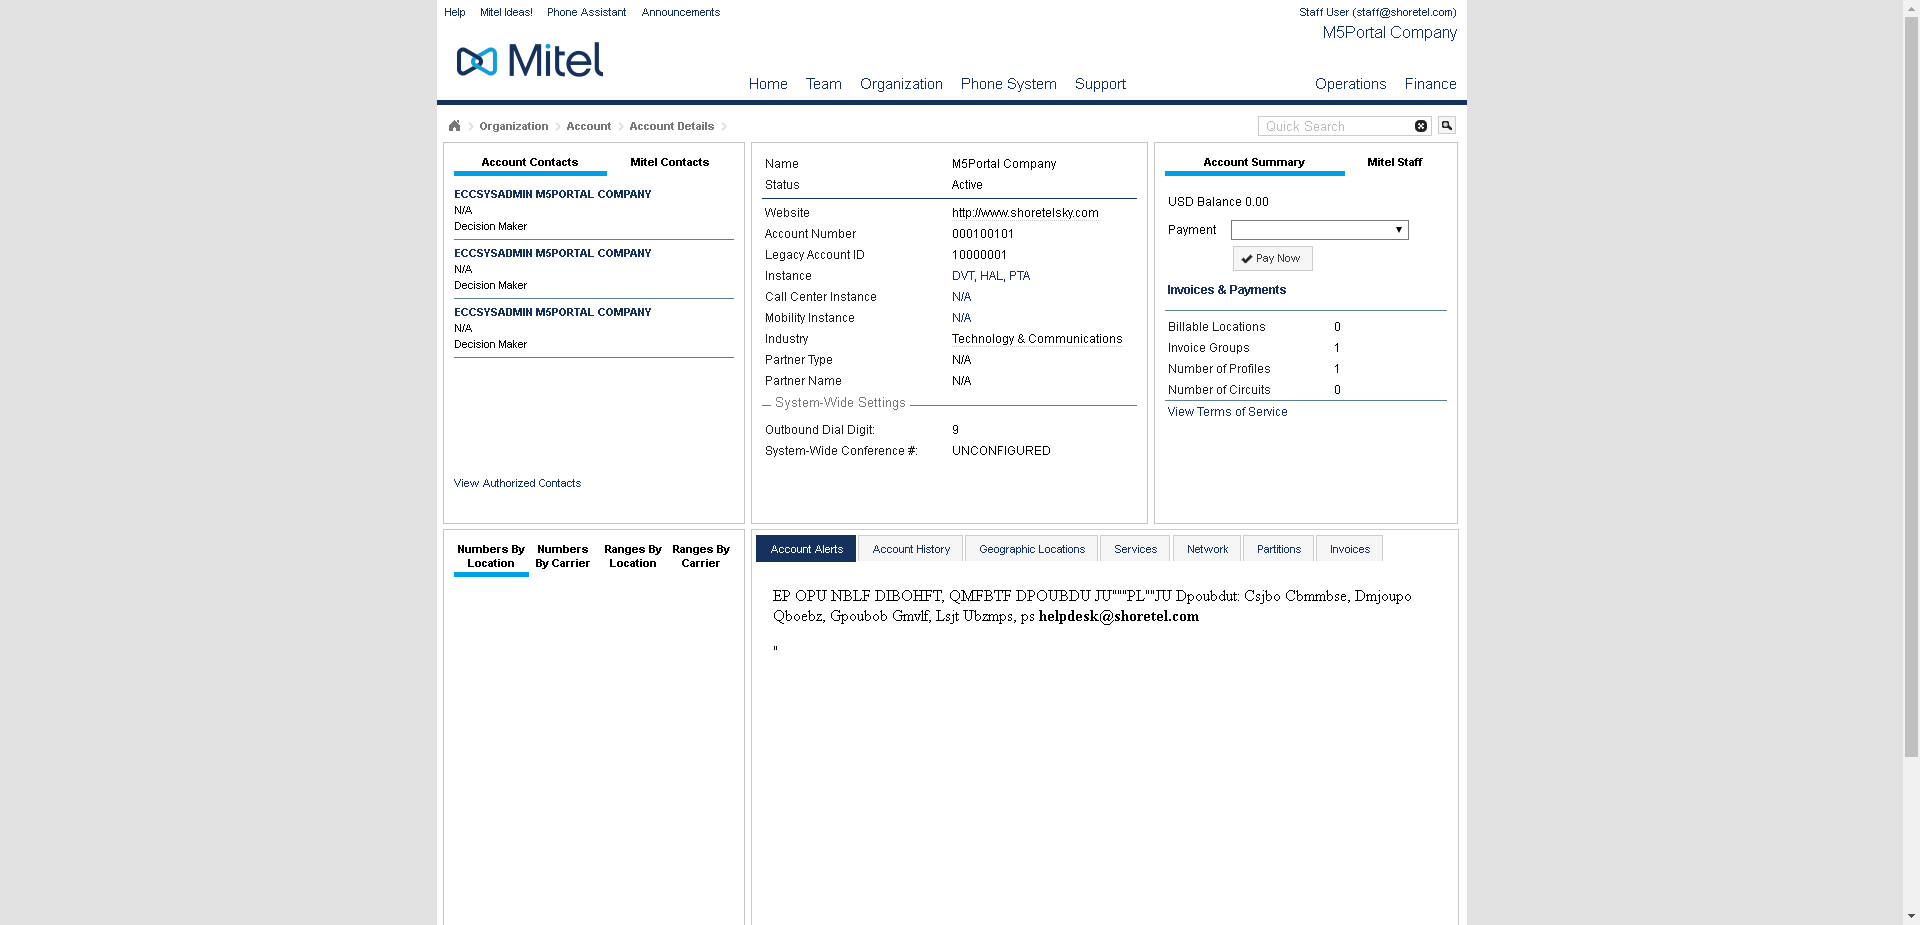 Help Mitel Ideas! Phone Assistant Announcements
Staff User (staff@shoretel.com)
M5Portal Company
Mitel
Home Team Organization Phone System Support Operations Finance
Organization Account Account Details
Quick Search
Account Contacts Mitel Contacts
ECCSYSADMIN M5PORTAL COMPANY
N/A
Decision Maker
ECCSYSADMIN M5PORTAL COMPANY
N/A
Decision Maker
ECCSYSADMIN M5PORTAL COMPANY
N/A
Decision Maker
View Authorized Contacts
Name M5Portal Company
Status Active
Website http://www.shoretelsky.com
Account Number 000100101
Legacy Account ID 10000001
Instance DVT, HAL, PTA
Call Center Instance N/A
Mobility Instance N/A
Industry Technology & Communications
Partner Type N/A
Partner Name N/A
System-Wide Settings
Outbound Dial Digit: 9
System-Wide Conference #: UNCONFIGURED
Account Summary Mitel Staff
USD Balance 0.00
Payment
Pay Now
Invoices & Payments
Billable Locations 0
Invoice Groups 1
Number of Profiles 1
Number of Circuits 0
View Terms of Service
Numbers By Location Numbers By Carrier Ranges By Location Ranges By Carrier
Account Alerts Account History Geographic Locations Services Network Partitions Invoices
EP OPU NBLF DIBOHFT, QMFBTF DPOUBDU JU"""PL""JU Dpoubdut: Csjbo Cbmmbse, Dmjoupo
Qboebz, Gpoubob Gmvlf, Lsjt Ubzmps, ps helpdesk@shoretel.com
"